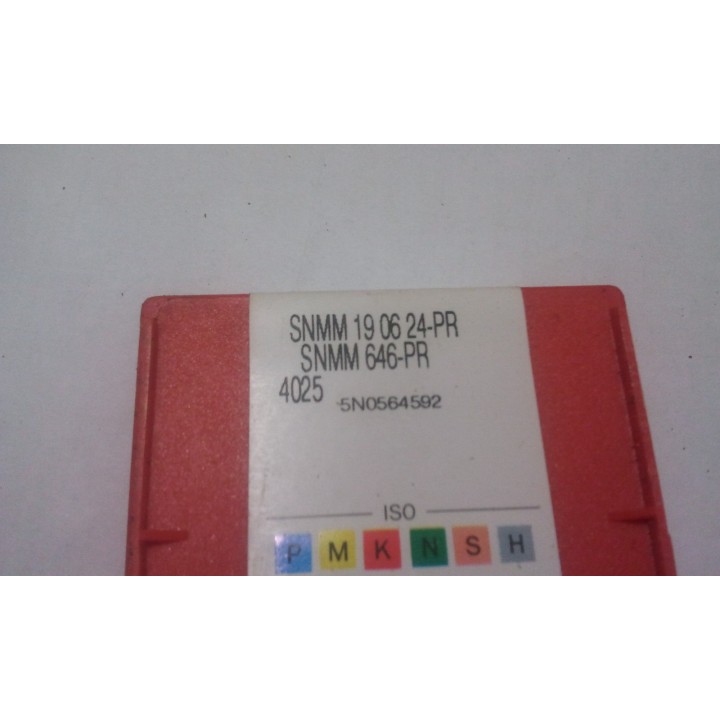 SNMM 19 06 24-PR
SNMM 646-PR
4025 5N0564592
ISO
P M K N S H